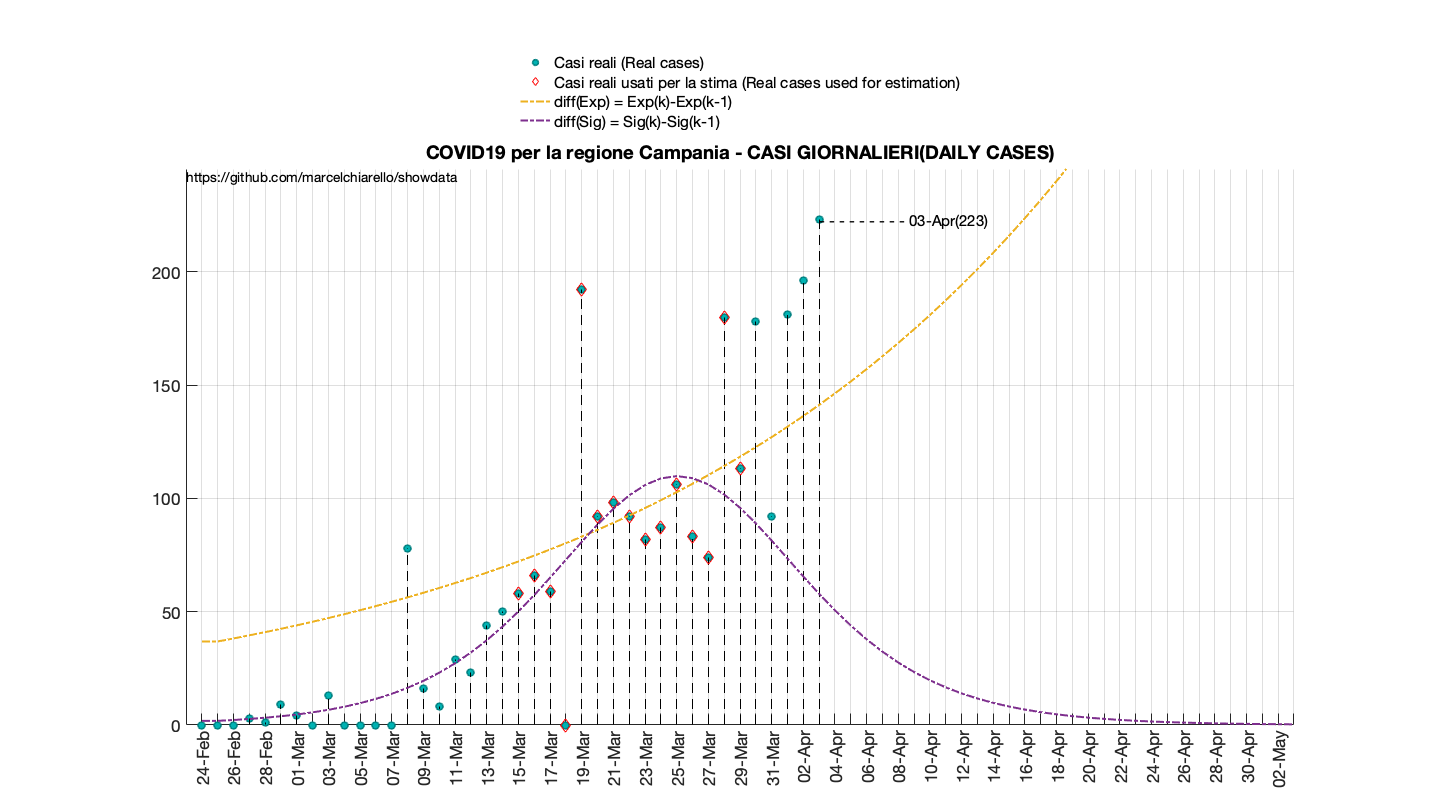 Casi reali (Real cases)
Casi reali usati per la stima (Real cases used for estimation)
diff(Exp) = Exp(k)-Exp(k-1)
diff(Sig) = Sig(k)-Sig(k-1)
COVID19 per la regione Campania - CASI GIORNALIERI(DAILY CASES)
https://github.com/marcelchiarello/showdata
03-Apr(223)
200
150
100
50
0
24-Feb
26-Feb
28-Feb
01-Mar
03-Mar
05-Mar
07-Mar
09-Mar
11-Mar
13-Mar
15-Mar
17-Mar
19-Mar
21-Mar
23-Mar
25-Mar
27-Mar
29-Mar
31-Mar
02-Apr
04-Apr
06-Apr
08-Apr
10-Apr
12-Apr
14-Apr
16-Apr
18-Apr
20-Apr
22-Apr
24-Apr
26-Apr
28-Apr
30-Apr
02-May